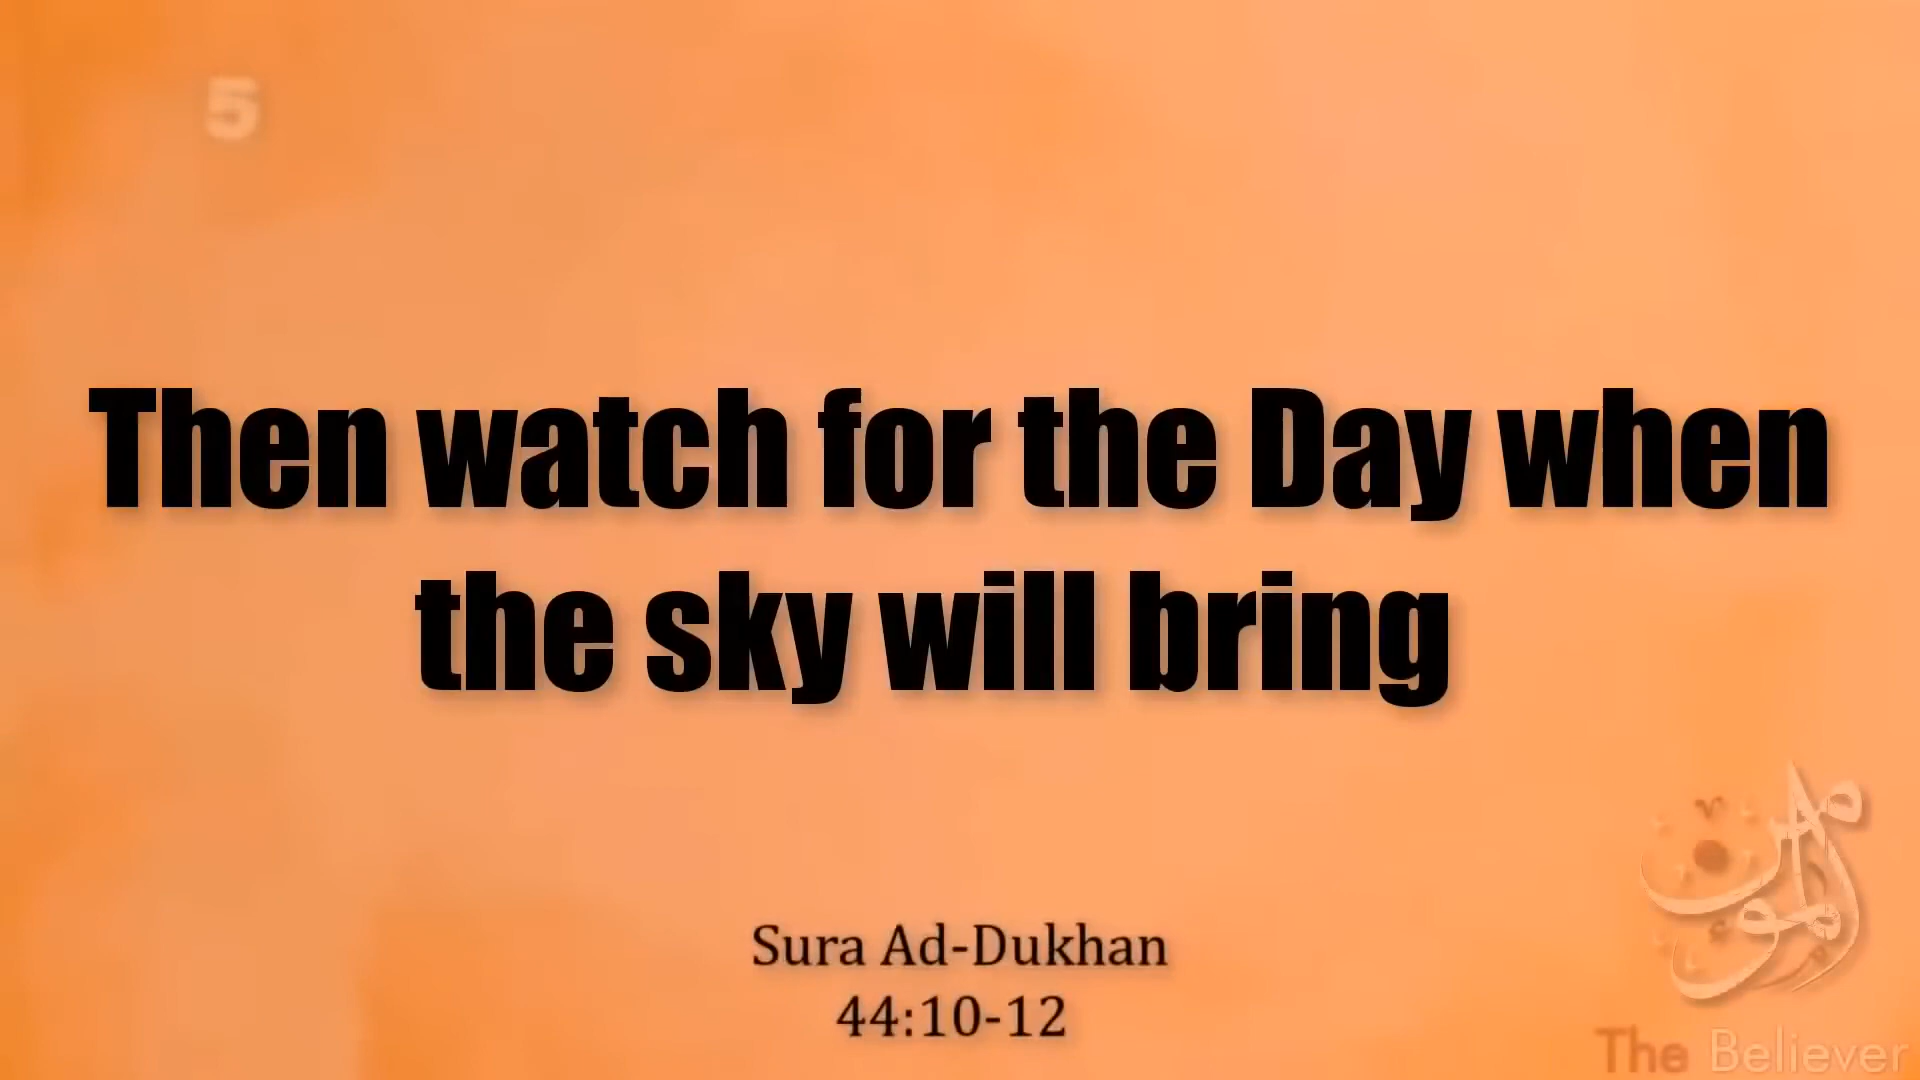 5
Then watch for the Day when
the sky will bring
Sura Ad-Dukhan
44:10-12
The Believer